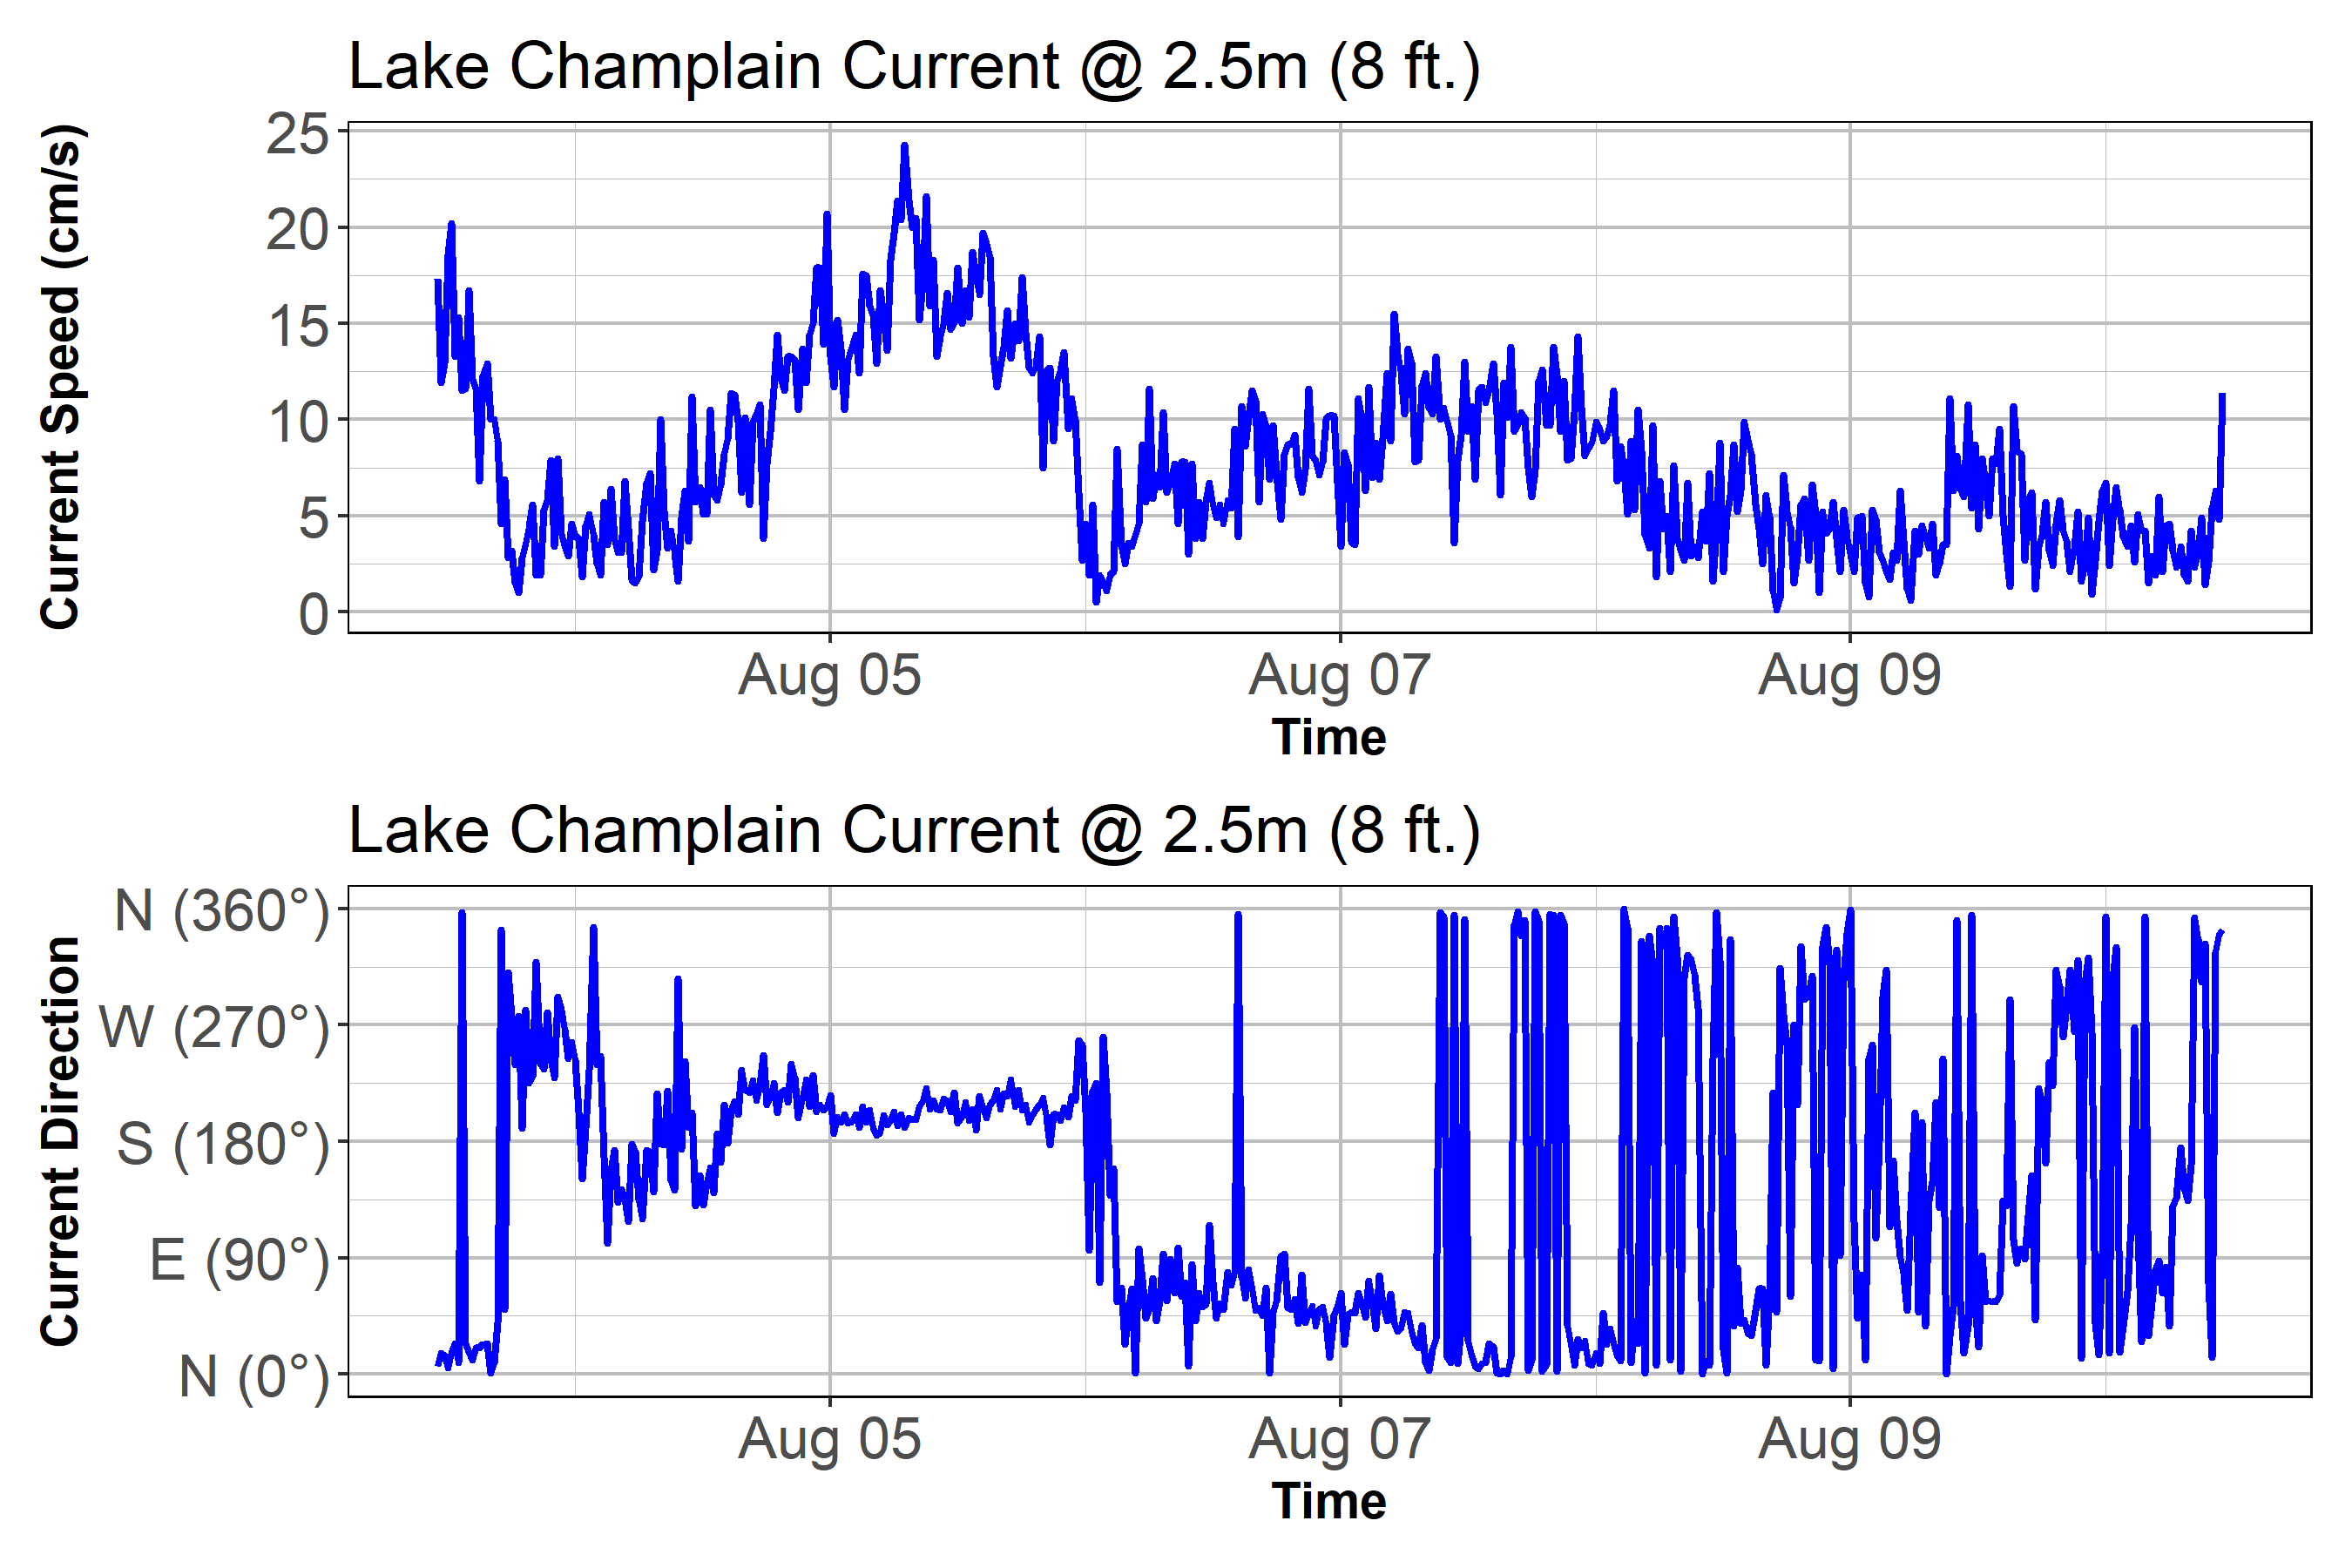 Lake Champlain Current @ 2.5m (8 ft.)
Current Speed (cm/s)
25
20
15
10
5
0
Aug 05 Aug 07 Aug 09
Time
Lake Champlain Current @ 2.5m (8 ft.)
Current Direction
N (360°)
W (270°)
S (180°)
E (90°)
N (0°)
Aug 05 Aug 07 Aug 09
Time